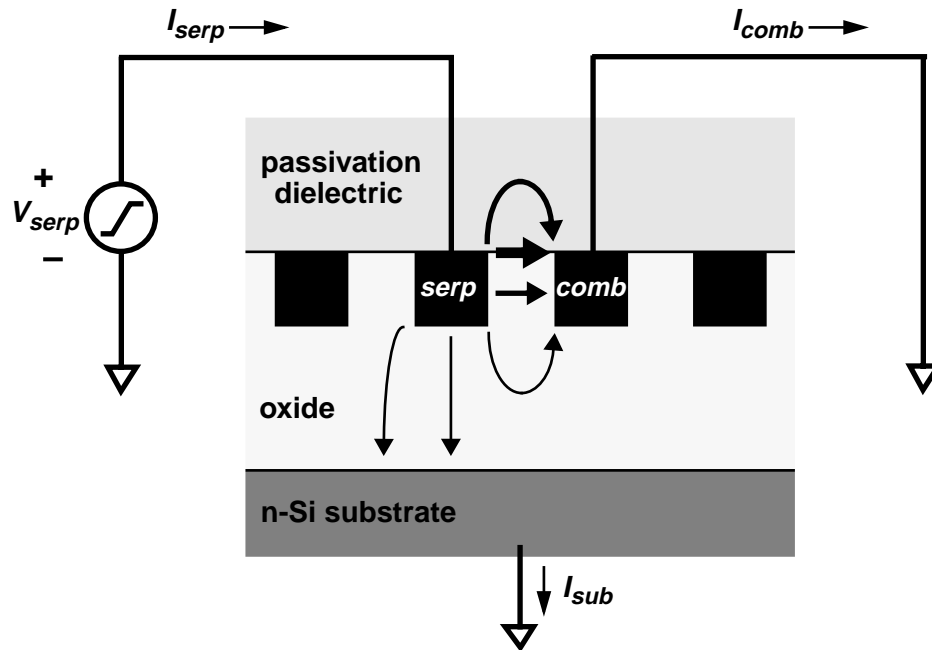 I_serp
I_comb
passivation
dielectric
+
V_serp
−
serp
comb
oxide
n-Si substrate
I_sub